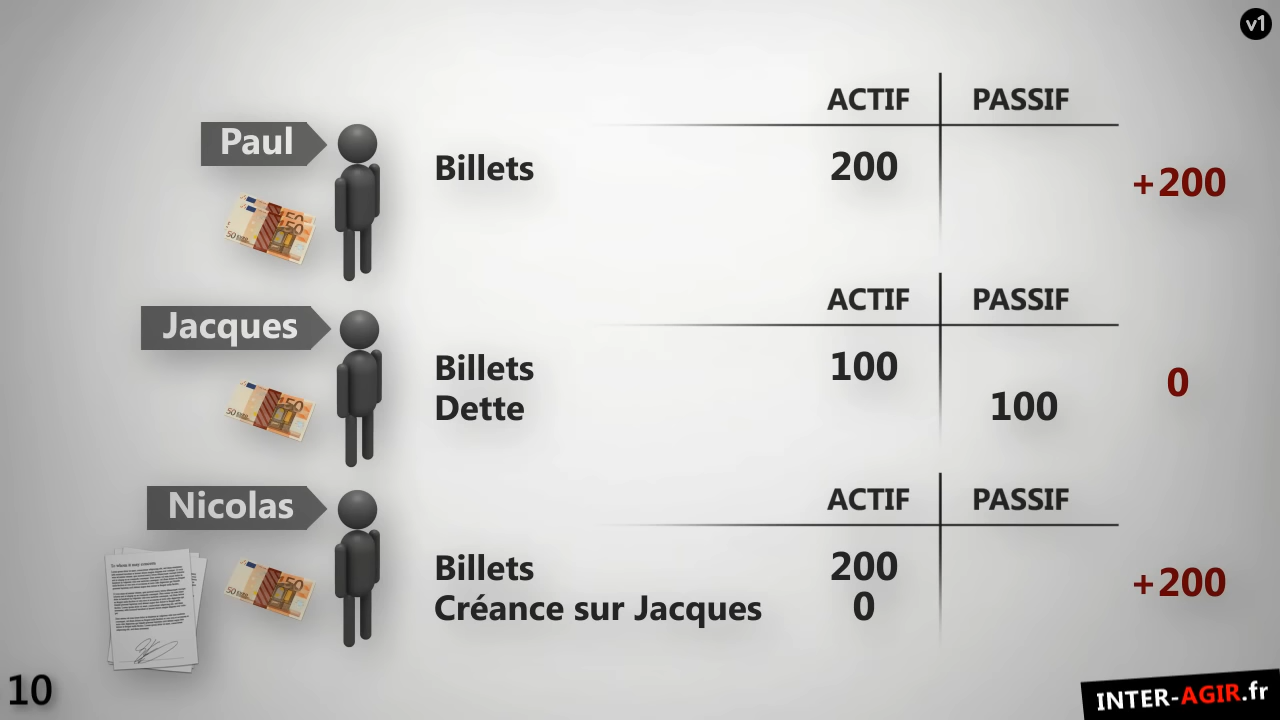 v1
ACTIF PASSIF
Paul
Billets 200
+200
ACTIF PASSIF
Jacques
Billets 100
Dette 100
0
ACTIF PASSIF
Nicolas
Billets 200
Créance sur Jacques 0
+200
10
INTER-AGIR.fr